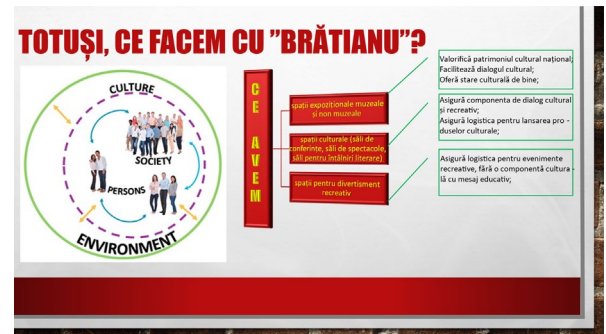 TOTUȘI, CE FACEM CU ”BRĂTIANU”?
CULTURE
SOCIETY
PERSONS
ENVIRONMENT
CE AVEM
spații expoziționale muzeale
și non muzeale
spații culturale (săli de
conferințe, săli de spectacole,
săli pentru întâlniri literare)
spații pentru divertisment
recreativ
Valorifică patrimoniul cultural național;
Facilitează dialogul cultural;
Oferă stare culturală de bine;
Asigură componenta de dialog cultural
și recreativ;
Asigură logistica pentru lansarea pro -
duselor culturale;
Asigură logistica pentru evenimente
recreative, fără o componentă cultura -
lă cu mesaj educativ;